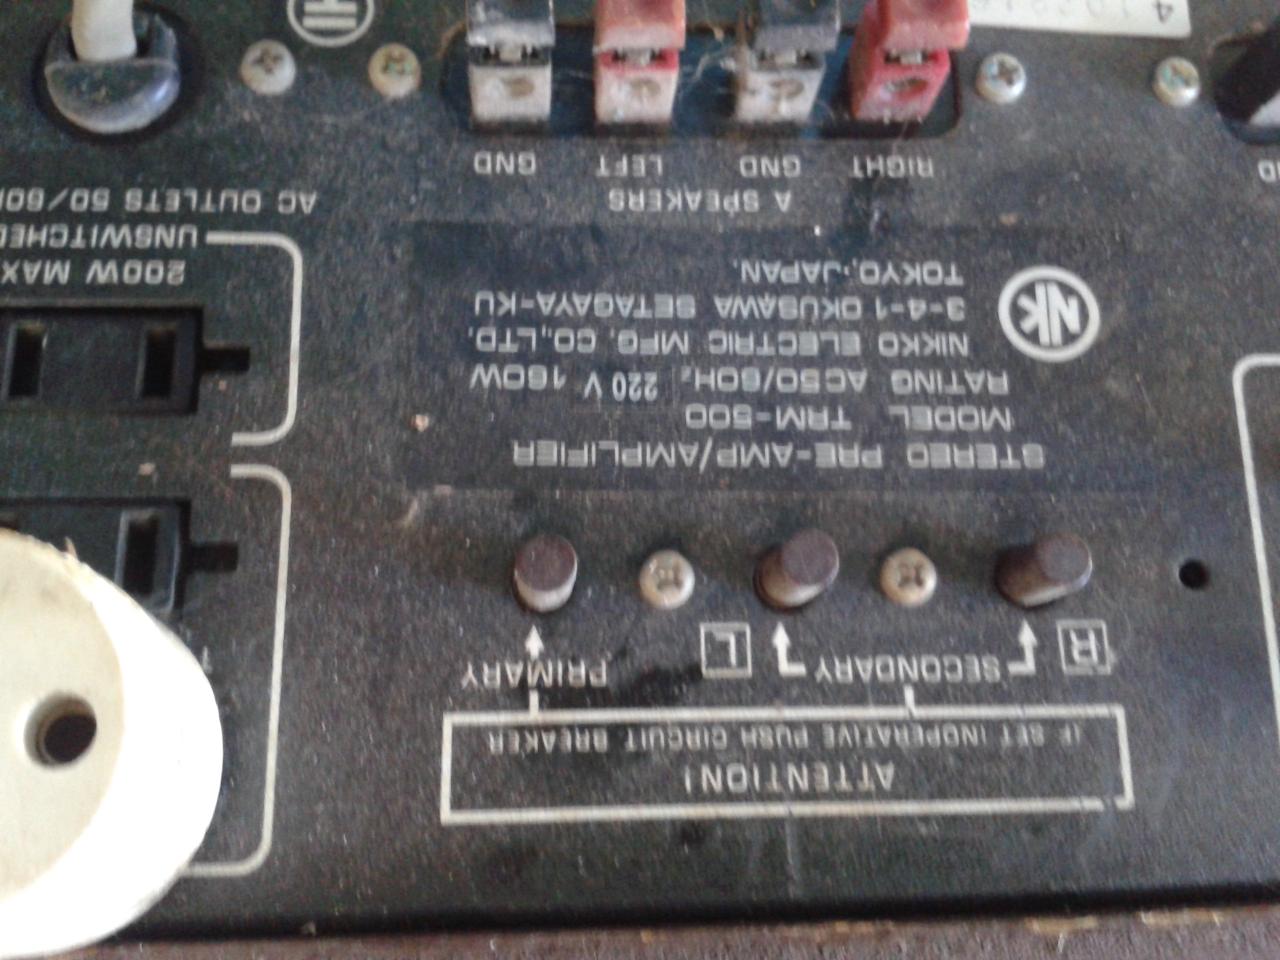 ATTENTION!
IF SET INOPERATIVE PUSH CIRCUIT BREAKER
R SECONDARY L PRIMARY
STEREO PRE-AMP/AMPLIFIER
MODEL TRM-500
RATING AC50/60Hz 220 V 160W
NIKKO ELECTRIC MFG. CO.,LTD.
3-4-1 OKUSAWA SETAGAYA-KU
TOKYO, JAPAN.
NK
200W MAX
UNSWITCHED
AC OUTLETS 50/60
A SPEAKERS
RIGHT GND LEFT GND